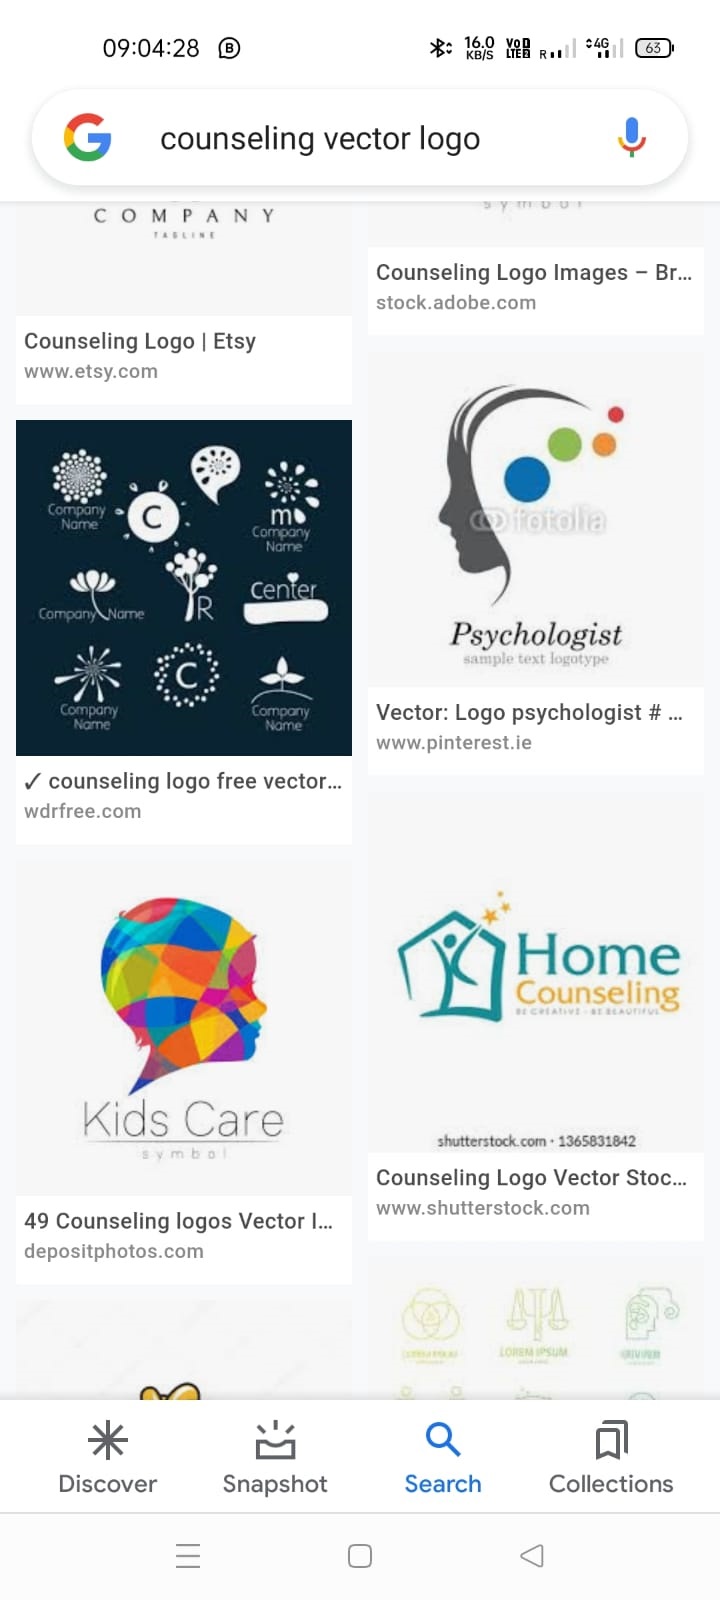 09:04:28
16.0 KB/S
VoD LTE2
R
4G
63
counseling vector logo
COMPANY
TAGLINE
Counseling Logo | Etsy
www.etsy.com
symbol
Counseling Logo Images – Br...
stock.adobe.com
Company Name
C
m
Company Name
Company Name
R
Center
Company Name
C
Company Name
✓ counseling logo free vector...
wdrfree.com
fotolia
Psychologist
sample text logotype
Vector: Logo psychologist # ...
www.pinterest.ie
Kids Care
symbol
49 Counseling logos Vector I...
depositphotos.com
Home
Counseling
BE CREATIVE - BE BEAUTIFUL
shutterstock.com · 1365831842
Counseling Logo Vector Stoc...
www.shutterstock.com
LOREM IPSUM
Discover
Snapshot
Search
Collections